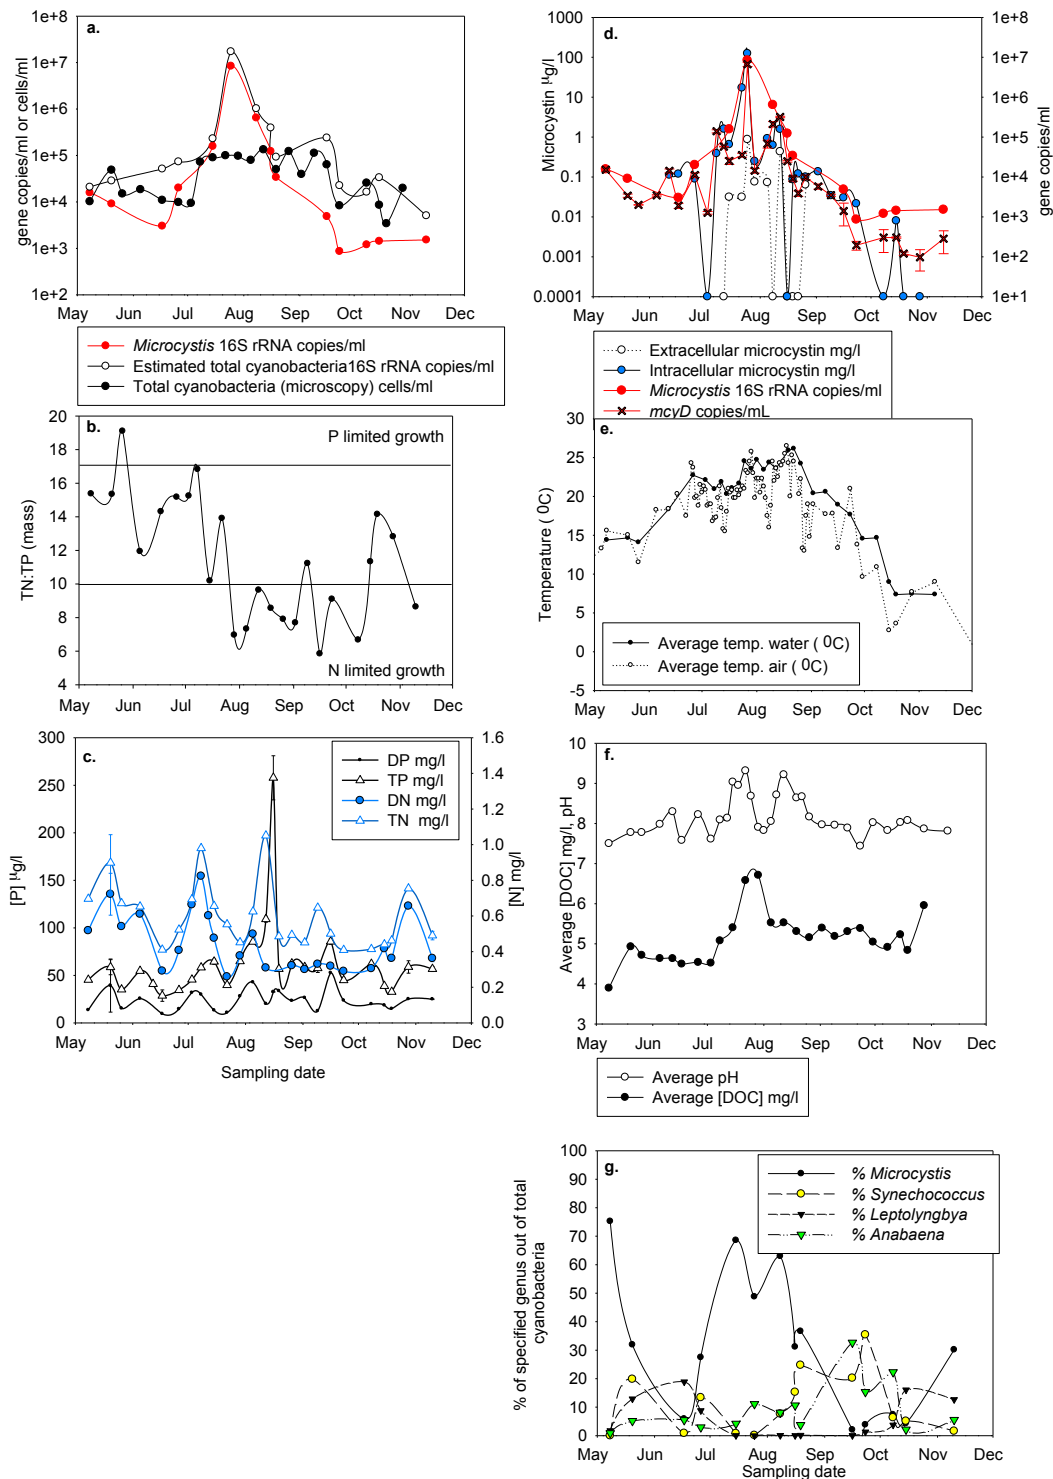 a.
1e+8
1e+7
1e+6
1e+5
1e+4
1e+3
1e+2
gene copies/ml or cells/ml
May Jun Jul Aug Sep Oct Nov Dec
Microcystis 16S rRNA copies/ml
Estimated total cyanobacteria16S rRNA copies/ml
Total cyanobacteria (microscopy) cells/ml
d.
1000
100
10
1
0.1
0.01
0.001
0.0001
Microcystin µg/l
1e+8
1e+7
1e+6
1e+5
1e+4
1e+3
1e+2
1e+1
gene copies/ml
May Jun Jul Aug Sep Oct Nov Dec
Extracellular microcystin mg/l
Intracellular microcystin mg/l
Microcystis 16S rRNA copies/ml
mcyD copies/mL
b.
20
18
16
14
12
10
8
6
4
TN:TP (mass)
P limited growth
N limited growth
May Jun Jul Aug Sep Oct Nov Dec
e.
30
25
20
15
10
5
0
-5
Temperature ( 0C)
Average temp. water ( 0C)
Average temp. air ( 0C)
May Jun Jul Aug Sep Oct Nov Dec
c.
300
250
200
150
100
50
0
[P] µg/l
1.6
1.4
1.2
1.0
0.8
0.6
0.4
0.2
0.0
[N] mg/l
DP mg/l
TP mg/l
DN mg/l
TN mg/l
May Jun Jul Aug Sep Oct Nov Dec
Sampling date
f.
10
9
8
7
6
5
4
3
Average [DOC] mg/l, pH
May Jun Jul Aug Sep Oct Nov Dec
Average pH
Average [DOC] mg/l
g.
100
90
80
70
60
50
40
30
20
10
0
% of specified genus out of total
cyanobacteria
% Microcystis
% Synechococcus
% Leptolyngbya
% Anabaena
May Jun Jul Aug Sep Oct Nov Dec
Sampling date